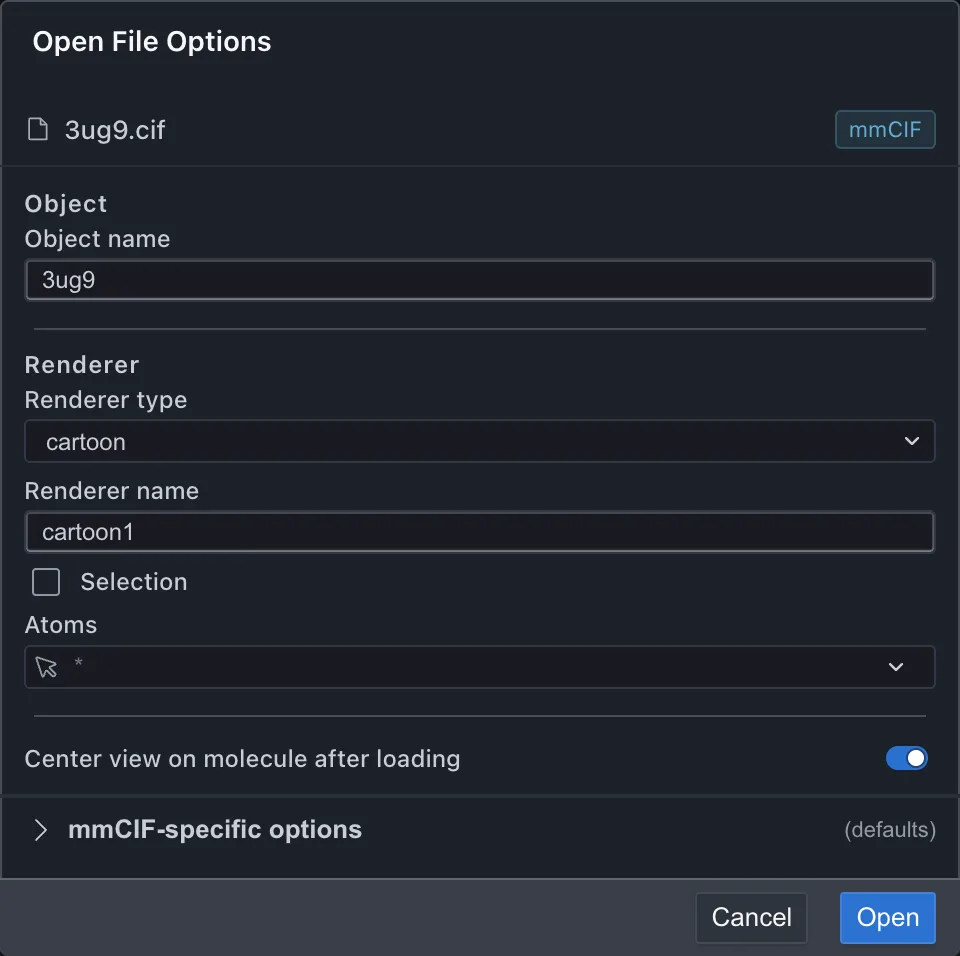 Open File Options
3ug9.cif
mmCIF
Object
Object name
3ug9
Renderer
Renderer type
cartoon
Renderer name
cartoon1
Selection
Atoms
*
Center view on molecule after loading
mmCIF-specific options
(defaults)
Cancel
Open